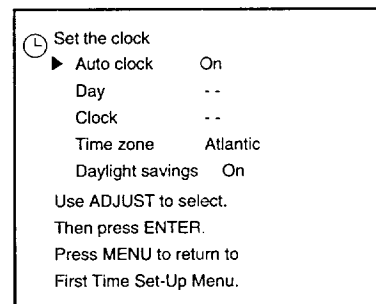 Set the clock
▶ Auto clock On
Day - -
Clock - -
Time zone Atlantic
Daylight savings On
Use ADJUST to select.
Then press ENTER.
Press MENU to return to
First Time Set-Up Menu.